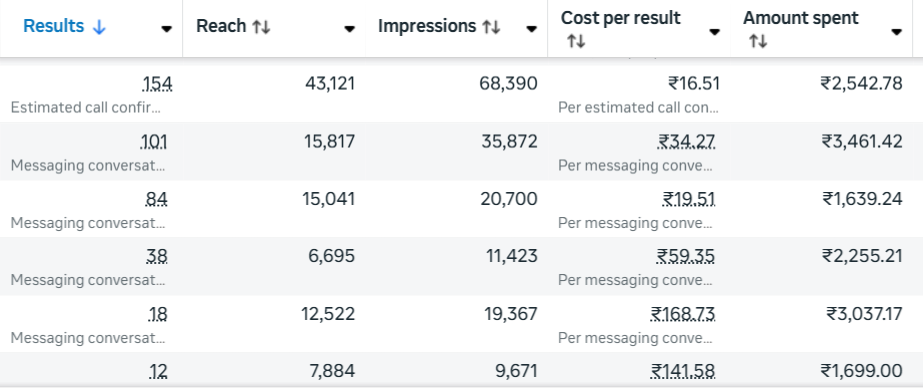 Results ↓ Reach ↑↓ Impressions ↑↓ Cost per result ↑↓ Amount spent ↑↓
154 43,121 68,390 ₹16.51 ₹2,542.78
Estimated call confir... Per estimated call con...
101 15,817 35,872 ₹34.27 ₹3,461.42
Messaging conversat... Per messaging conve...
84 15,041 20,700 ₹19.51 ₹1,639.24
Messaging conversat... Per messaging conve...
38 6,695 11,423 ₹59.35 ₹2,255.21
Messaging conversat... Per messaging conve...
18 12,522 19,367 ₹168.73 ₹3,037.17
Messaging conversat... Per messaging conve...
12 7,884 9,671 ₹141.58 ₹1,699.00